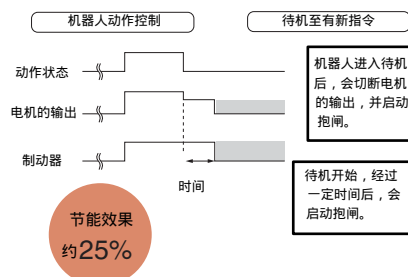 机器人动作控制
待机至有新指令
动作状态
电机的输出
制动器
时间
机器人进入待机
后，会切断电机
的输出，并启动
抱闸。
待机开始，经过
一定时间后，会
启动抱闸。
节能效果
约25%